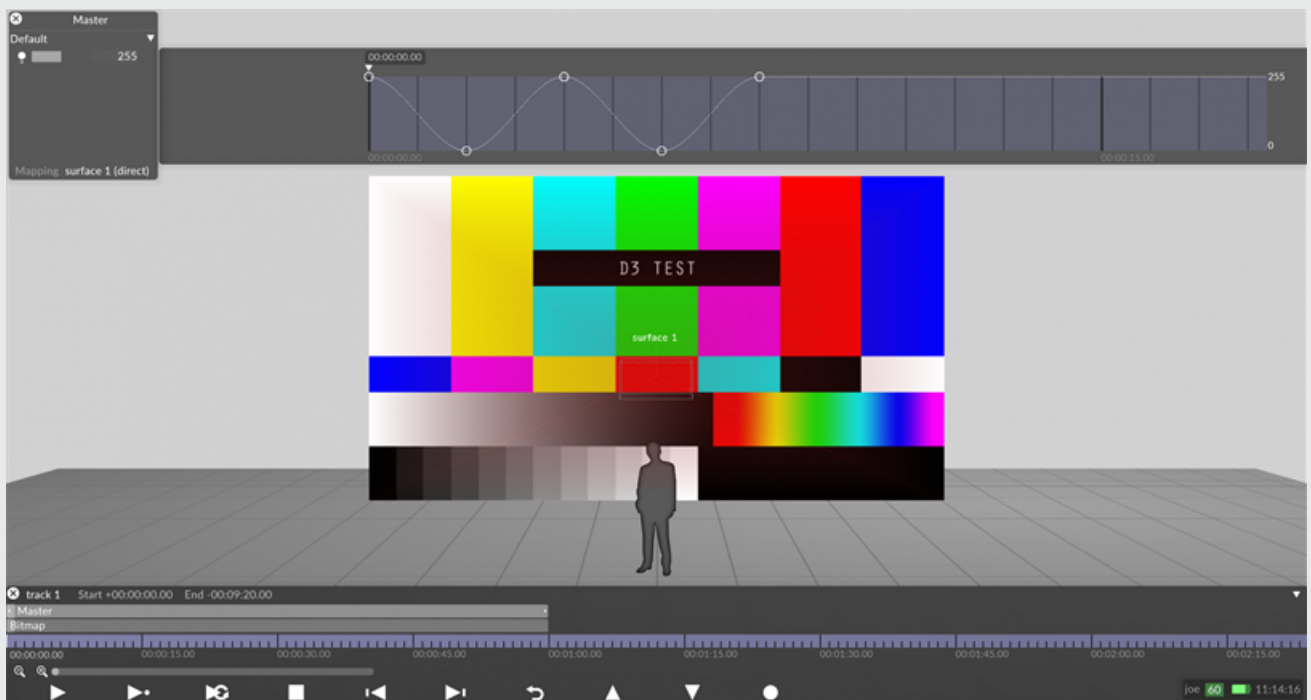 Master
Default
255
Mapping surface 1 (direct)
00:00:00.00
255
0
00:00:00.00 00:00:15.00
D3 TEST
surface 1
track 1 Start +00:00:00.00 End -00:09:20.00
Master
Bitmap
00:00:00.00 00:00:15.00 00:00:30.00 00:00:45.00 00:01:00.00 00:01:15.00 00:01:30.00 00:01:45.00 00:02:00.00 00:02:15.00
joe 60 11:14:16